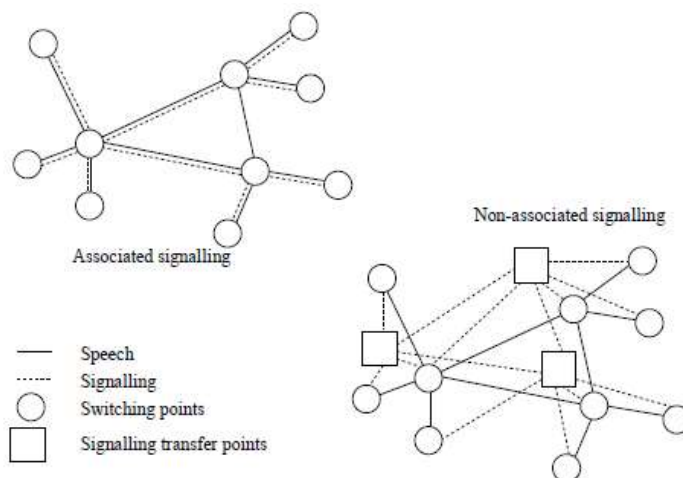 Non-associated signalling
Associated signalling
Speech
Signalling
Switching points
Signalling transfer points